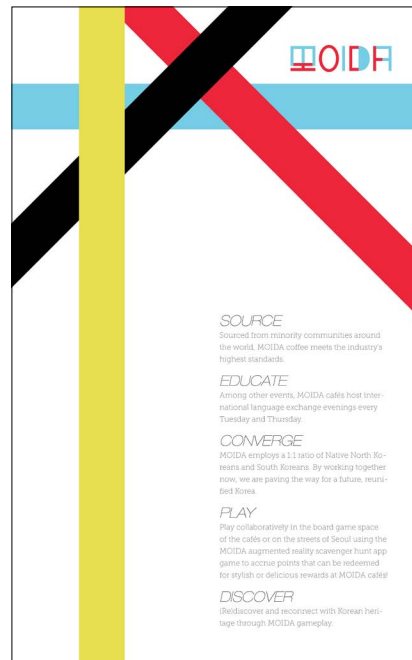 MOIDA
SOURCE
Sourced from minority communities around
the world, MOIDA coffee meets the industry's
highest standards.
EDUCATE
Among other events, MOIDA cafés host inter-
national language exchange evenings every
Tuesday and Thursday.
CONVERGE
MOIDA employs a 1:1 ratio of Native North Ko-
reans and South Koreans. By working together
now, we are paving the way for a future, reuni-
fied Korea.
PLAY
Play collaboratively in the board game space
of the cafés or on the streets of Seoul using the
MOIDA augmented reality scavenger hunt app
game to accrue points that can be redeemed
for stylish or delicious rewards at MOIDA cafés!
DISCOVER
(Re)discover and reconnect with Korean heri-
tage through MOIDA gameplay.